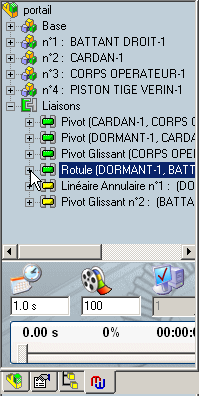 portail
Base
n°1 : BATTANT DROIT-1
n°2 : CARDAN-1
n°3 : CORPS OPERATEUR-1
n°4 : PISTON TIGE VERIN-1
Liaisons
Pivot (CARDAN-1, CORPS
Pivot (DORMANT-1, CARDA
Pivot Glissant (CORPS OPE
Rotule (DORMANT-1, BATT
Linéaire Annulaire n°1 : (DO
Pivot Glissant n°2 : (BATTA
1.0 s 100 1
0.00 s 0% 00:00: